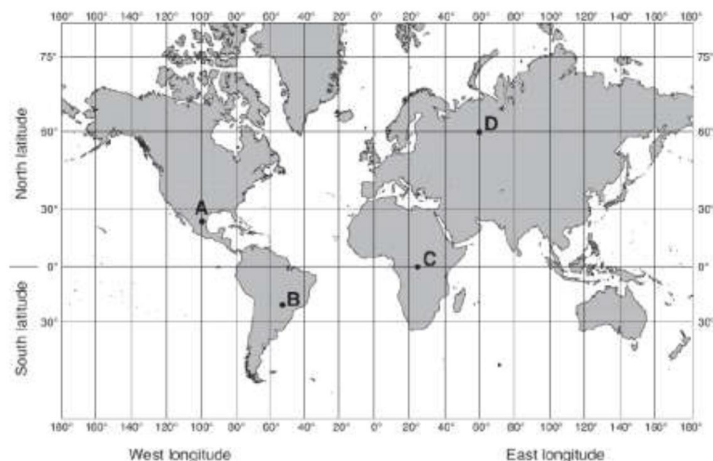 180° 160° 140° 120° 100° 80° 60° 40° 20° 0° 20° 40° 60° 80° 100° 120° 140° 160° 180°
75° 75°
North latitude
60° D 60°
A
30° 30°
0° C 0°
South latitude
B
30° 30°
180° 160° 140° 120° 100° 80° 60° 40° 20° 0° 20° 40° 60° 80° 100° 120° 140° 160° 180°
West longitude East longitude